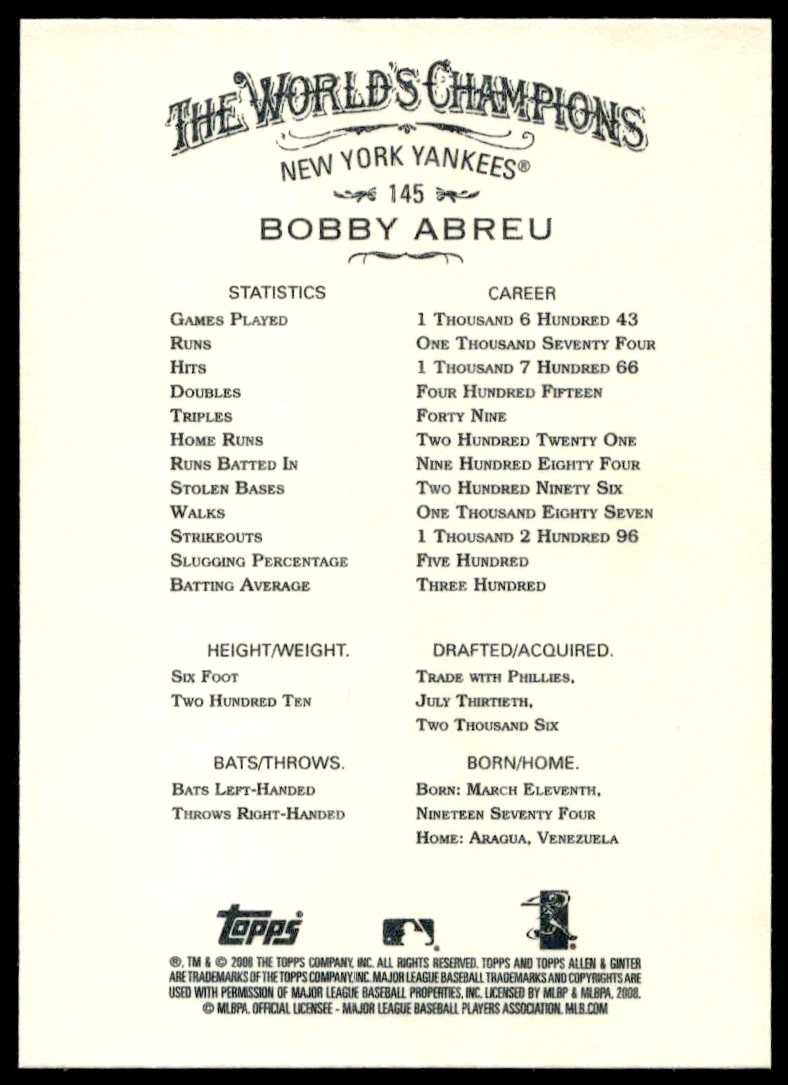 THE WORLD'S CHAMPIONS
NEW YORK YANKEES®
145
BOBBY ABREU
STATISTICS CAREER
GAMES PLAYED 1 THOUSAND 6 HUNDRED 43
RUNS ONE THOUSAND SEVENTY FOUR
HITS 1 THOUSAND 7 HUNDRED 66
DOUBLES FOUR HUNDRED FIFTEEN
TRIPLES FORTY NINE
HOME RUNS TWO HUNDRED TWENTY ONE
RUNS BATTED IN NINE HUNDRED EIGHTY FOUR
STOLEN BASES TWO HUNDRED NINETY SIX
WALKS ONE THOUSAND EIGHTY SEVEN
STRIKEOUTS 1 THOUSAND 2 HUNDRED 96
SLUGGING PERCENTAGE FIVE HUNDRED
BATTING AVERAGE THREE HUNDRED
HEIGHT/WEIGHT. DRAFTED/ACQUIRED.
SIX FOOT TRADE WITH PHILLIES,
TWO HUNDRED TEN JULY THIRTIETH,
TWO THOUSAND SIX
BATS/THROWS. BORN/HOME.
BATS LEFT-HANDED BORN: MARCH ELEVENTH,
THROWS RIGHT-HANDED NINETEEN SEVENTY FOUR
HOME: ARAGUA, VENEZUELA
Topps®
®, TM & © 2008 THE TOPPS COMPANY, INC. ALL RIGHTS RESERVED. TOPPS AND TOPPS ALLEN & GINTER
ARE TRADEMARKS OF THE TOPPS COMPANY, INC. MAJOR LEAGUE BASEBALL TRADEMARKS AND COPYRIGHTS ARE
USED WITH PERMISSION OF MAJOR LEAGUE BASEBALL PROPERTIES, INC. LICENSED BY MLBP & MLBPA, 2008.
© MLBPA. OFFICIAL LICENSEE - MAJOR LEAGUE BASEBALL PLAYERS ASSOCIATION. MLB.COM